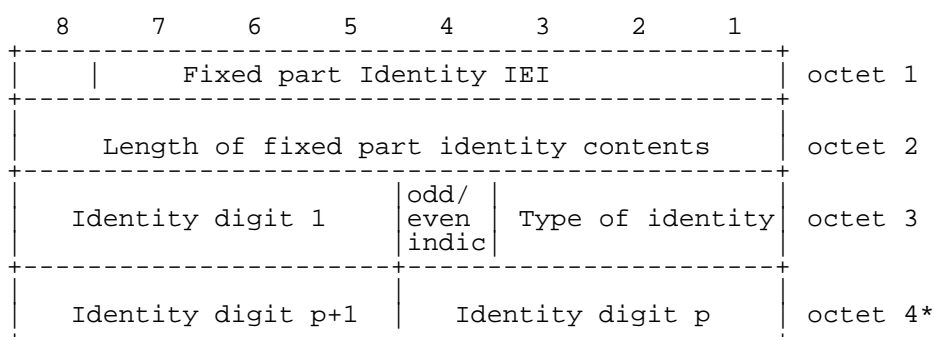 8 7 6 5 4 3 2 1
Fixed part Identity IEI octet 1
Length of fixed part identity contents octet 2
odd/
Identity digit 1 even Type of identity octet 3
indic
Identity digit p+1 Identity digit p octet 4*